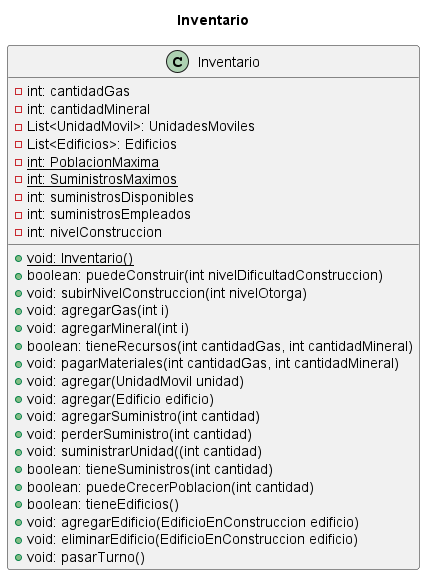 Inventario
C Inventario
int: cantidadGas
int: cantidadMineral
List<UnidadMovil>: UnidadesMoviles
List<Edificios>: Edificios
int: PoblacionMaxima
int: SuministrosMaximos
int: suministrosDisponibles
int: suministrosEmpleados
int: nivelConstruccion
void: Inventario()
boolean: puedeConstruir(int nivelDificultadConstruccion)
void: subirNivelConstruccion(int nivelOtorga)
void: agregarGas(int i)
void: agregarMineral(int i)
boolean: tieneRecursos(int cantidadGas, int cantidadMineral)
void: pagarMateriales(int cantidadGas, int cantidadMineral)
void: agregar(UnidadMovil unidad)
void: agregar(Edificio edificio)
void: agregarSuministro(int cantidad)
void: perderSuministro(int cantidad)
void: suministrarUnidad((int cantidad)
boolean: tieneSuministros(int cantidad)
boolean: puedeCrecerPoblacion(int cantidad)
boolean: tieneEdificios()
void: agregarEdificio(EdificioEnConstruccion edificio)
void: eliminarEdificio(EdificioEnConstruccion edificio)
void: pasarTurno()